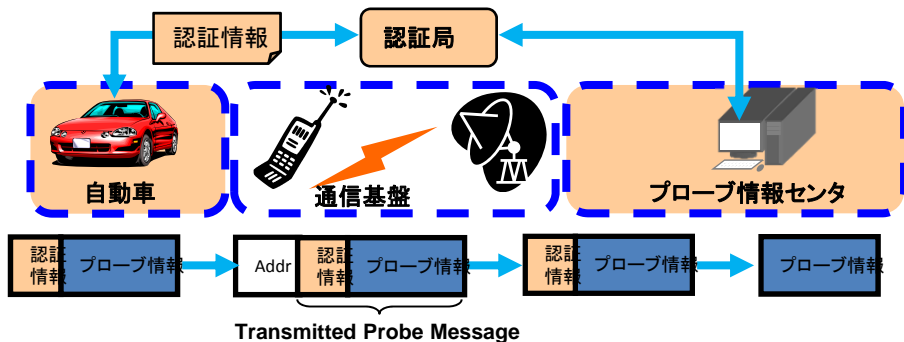 認証情報
認証局
自動車
通信基盤
プローブ情報センタ
認証
情報
プローブ情報
Addr
認証
情報
プローブ情報
認証
情報
プローブ情報
プローブ情報
Transmitted Probe Message